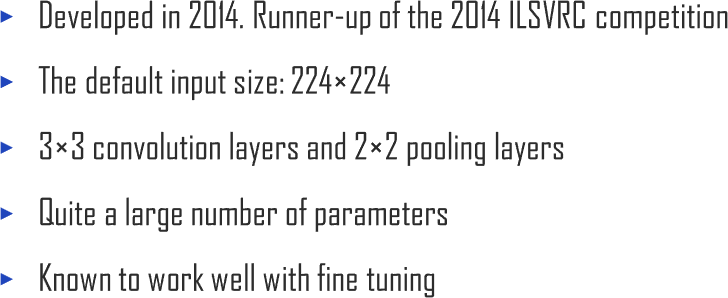 ▸ Developed in 2014. Runner-up of the 2014 ILSVRC competition
▸ The default input size: 224×224
▸ 3×3 convolution layers and 2×2 pooling layers
▸ Quite a large number of parameters
▸ Known to work well with fine tuning